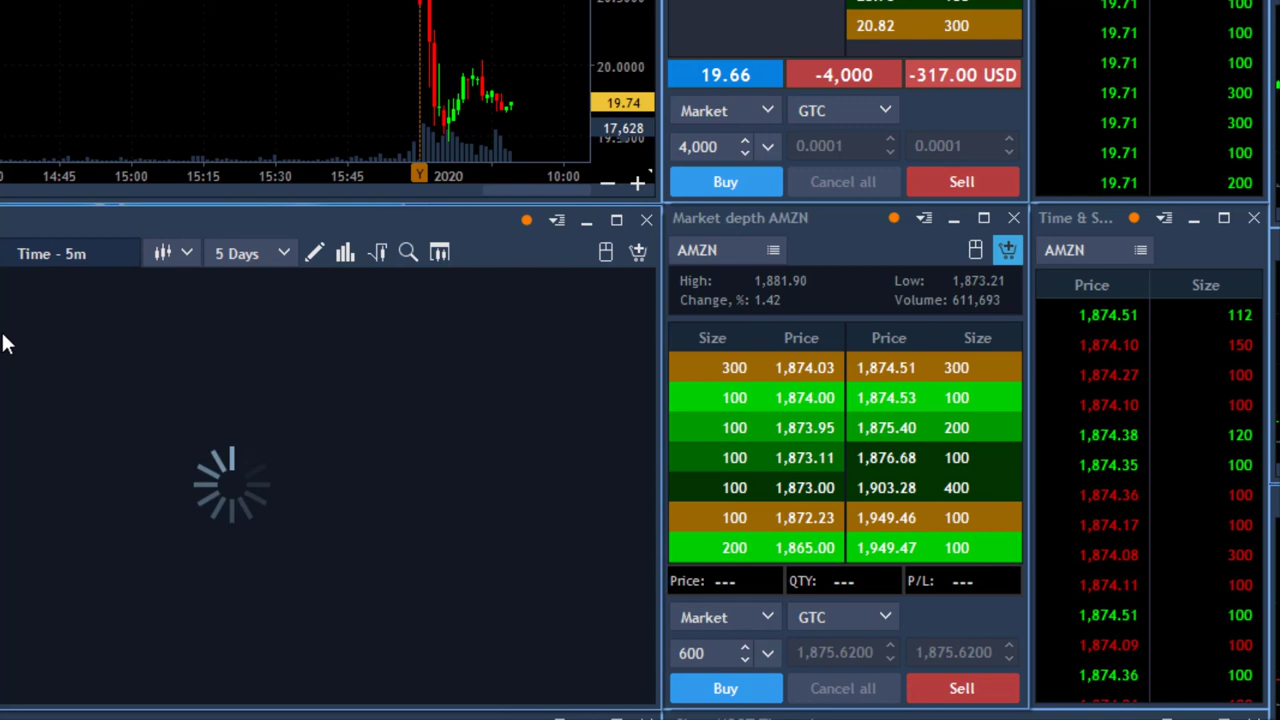 20.0000
19.74
17,628
14:45 15:00 15:15 15:30 15:45 Y 2020 10:00
20.82 300
19.66 -4,000 -317.00 USD
Market GTC
4,000 0.0001 0.0001
Buy Cancel all Sell
19.71
19.71 100
19.71 100
19.71 300
19.71 300
19.71 100
19.71 200
Time - 5m 5 Days
Market depth AMZN
AMZN
High: 1,881.90 Low: 1,873.21
Change, %: 1.42 Volume: 611,693
Size Price Price Size
300 1,874.03 1,874.51 300
100 1,874.00 1,874.53 100
100 1,873.95 1,875.40 200
100 1,873.11 1,876.68 100
100 1,873.00 1,903.28 400
100 1,872.23 1,949.46 100
200 1,865.00 1,949.47 100
Price: --- QTY: --- P/L: ---
Market GTC
600 1,875.6200 1,875.6200
Buy Cancel all Sell
Time & S...
AMZN
Price Size
1,874.51 112
1,874.10 150
1,874.27 100
1,874.10 100
1,874.38 120
1,874.35 100
1,874.36 100
1,874.17 100
1,874.08 300
1,874.11 100
1,874.51 100
1,874.09 100
1,874.36 100